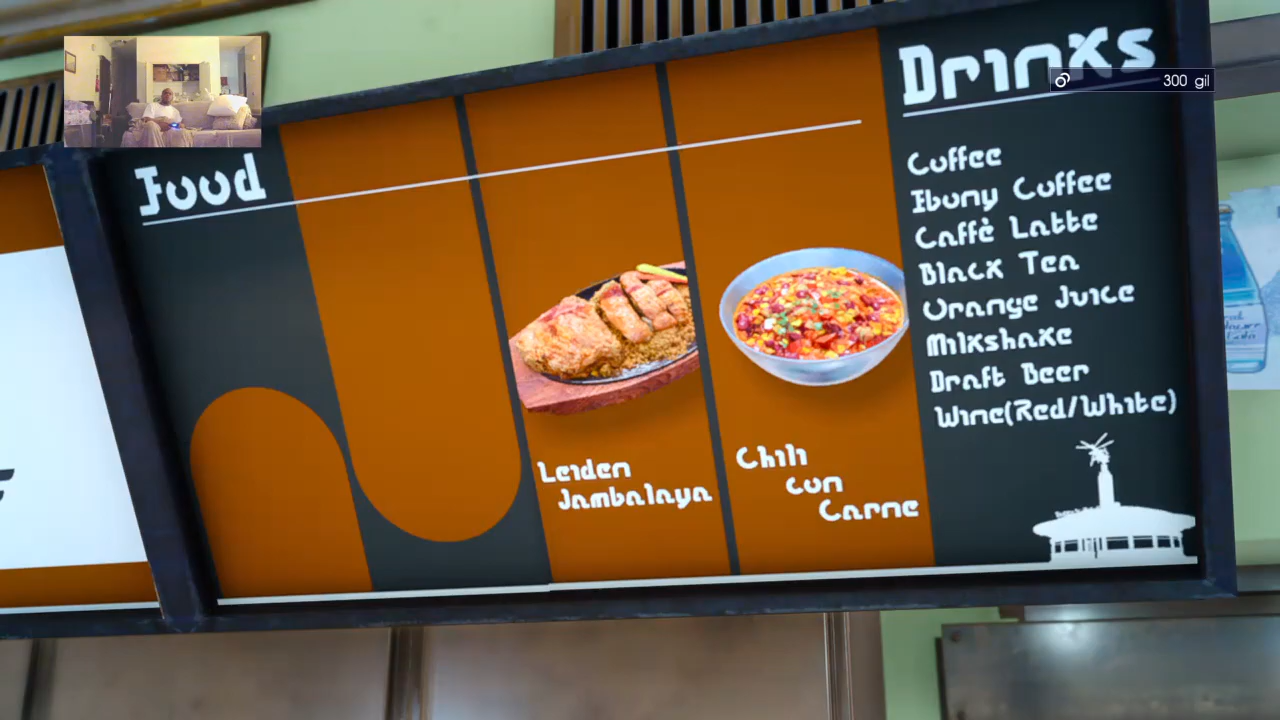 Food
Leiden
Jambalaya
Chili
con
Carne
Drinks
300 gil
Coffee
Ebony Coffee
Caffè Latte
Black Tea
Orange Juice
Milkshake
Draft Beer
Wine(Red/White)